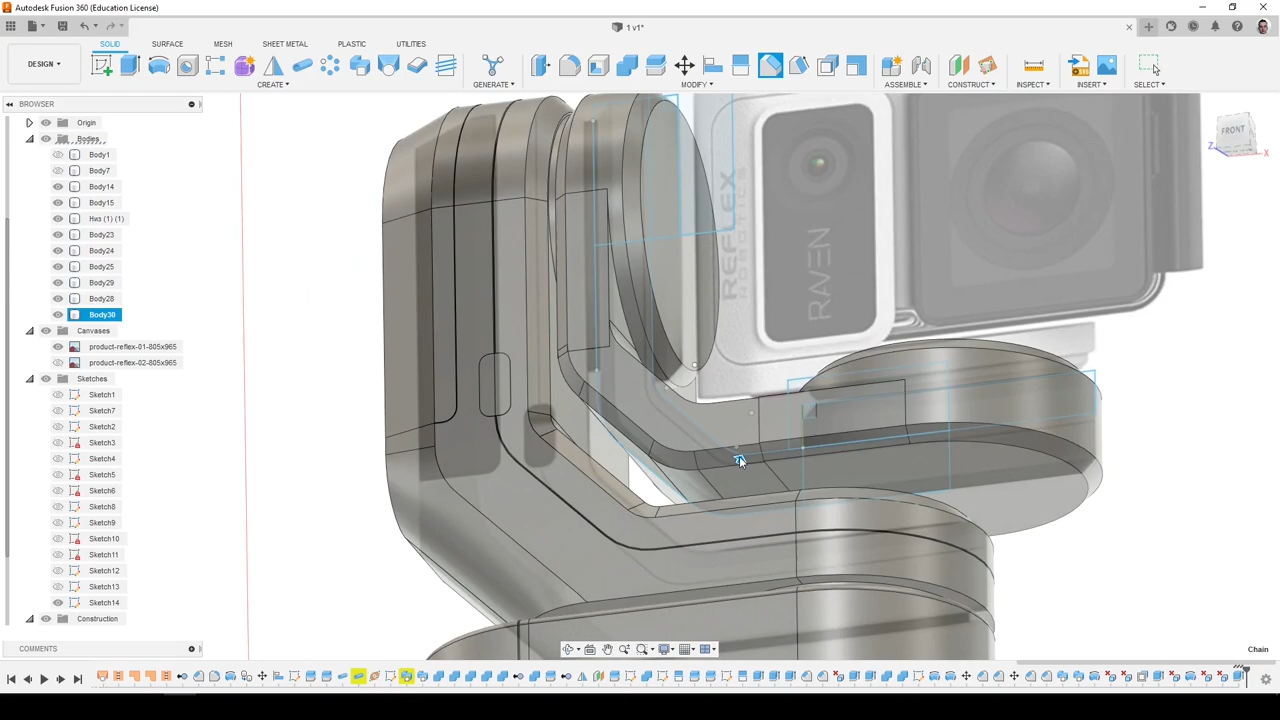 Autodesk Fusion 360 (Education License)
1 v1*
SOLID SURFACE MESH SHEET METAL PLASTIC UTILITIES
DESIGN
CREATE GENERATE MODIFY ASSEMBLE CONSTRUCT INSPECT INSERT SELECT
BROWSER
Origin
Bodies
Body1
Body7
Body14
Body15
Низ (1) (1)
Body23
Body24
Body25
Body29
Body28
Body30
Canvases
product-reflex-01-805x965
product-reflex-02-805x965
Sketches
Sketch1
Sketch7
Sketch2
Sketch3
Sketch4
Sketch5
Sketch6
Sketch8
Sketch9
Sketch10
Sketch11
Sketch12
Sketch13
Sketch14
Construction
COMMENTS
REFLEX
ROBOTICS
RAVEN
FRONT
Z
X
Chain